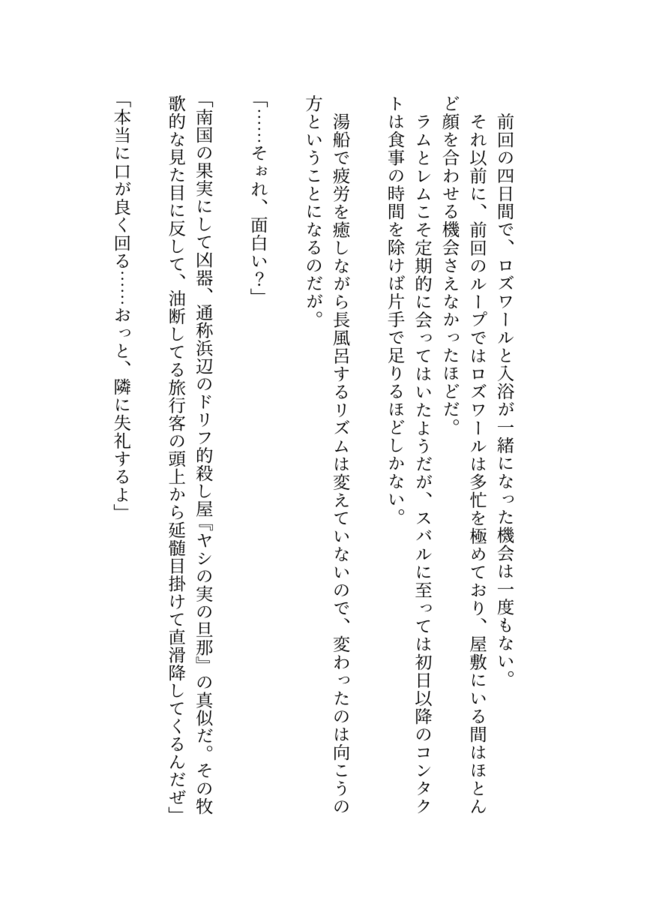 前回の四日間で、ロズワールと入浴が一緒になった機会は一度もない。
それ以前に、前回のループではロズワールは多忙を極めており、屋敷にいる間はほとん
ど顔を合わせる機会さえなかったほどだ。
ラムとレムこそ定期的に会ってはいたようだが、スバルに至っては初日以降のコンタク
トは食事の時間を除けば片手で足りるほどしかない。
湯船で疲労を癒しながら長風呂するリズムは変えていないので、変わったのは向こうの
方ということになるのだが。
「……そぉれ、面白い？」
「南国の果実にして凶器、通称浜辺のドリフ的殺し屋『ヤシの実の旦那』の真似だ。その牧
歌的な見た目に反して、油断してる旅行客の頭上から延髄目掛けて直滑降してくるんだぜ」
「本当に口が良く回る……おっと、隣に失礼するよ」